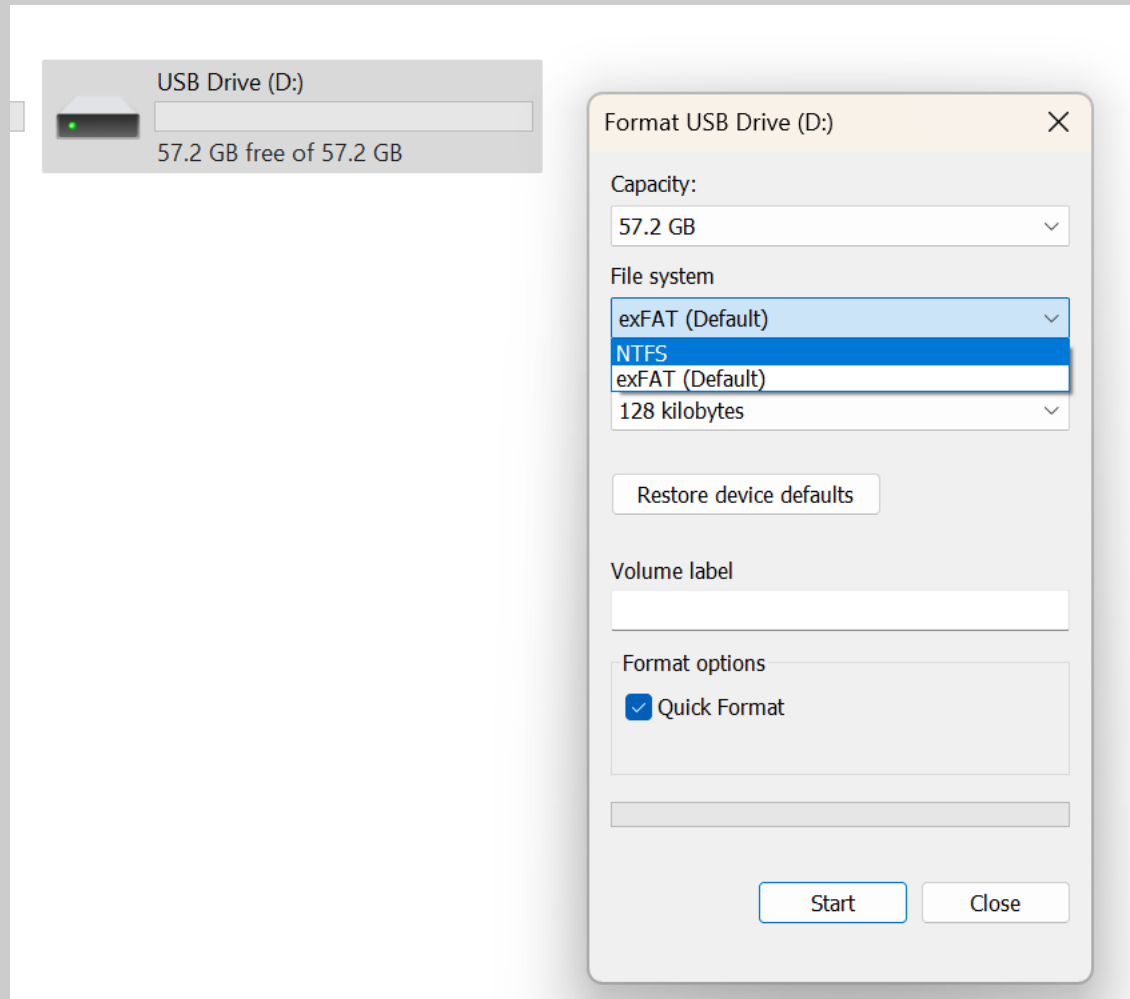 USB Drive (D:)
57.2 GB free of 57.2 GB
Format USB Drive (D:)
Capacity:
57.2 GB
File system
exFAT (Default)
NTFS
exFAT (Default)
128 kilobytes
Restore device defaults
Volume label
Format options
Quick Format
Start
Close